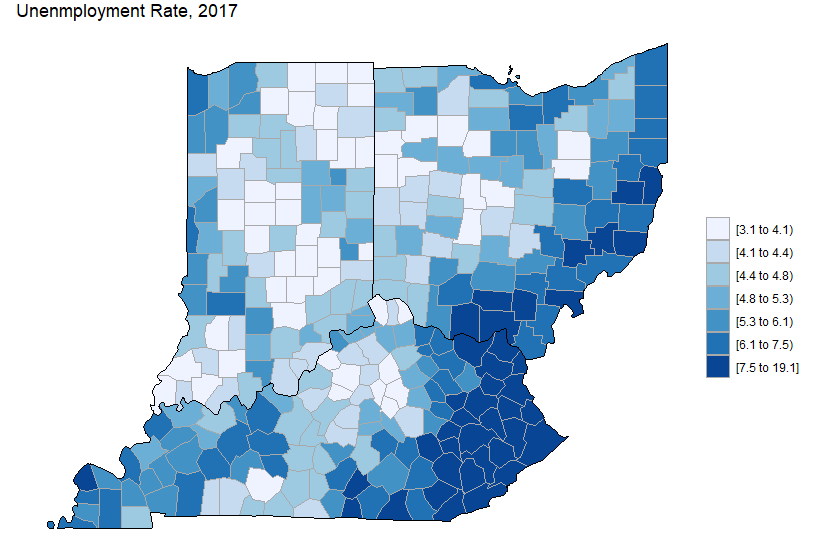 Unenmployment Rate, 2017
[3.1 to 4.1)
[4.1 to 4.4)
[4.4 to 4.8)
[4.8 to 5.3)
[5.3 to 6.1)
[6.1 to 7.5)
[7.5 to 19.1]